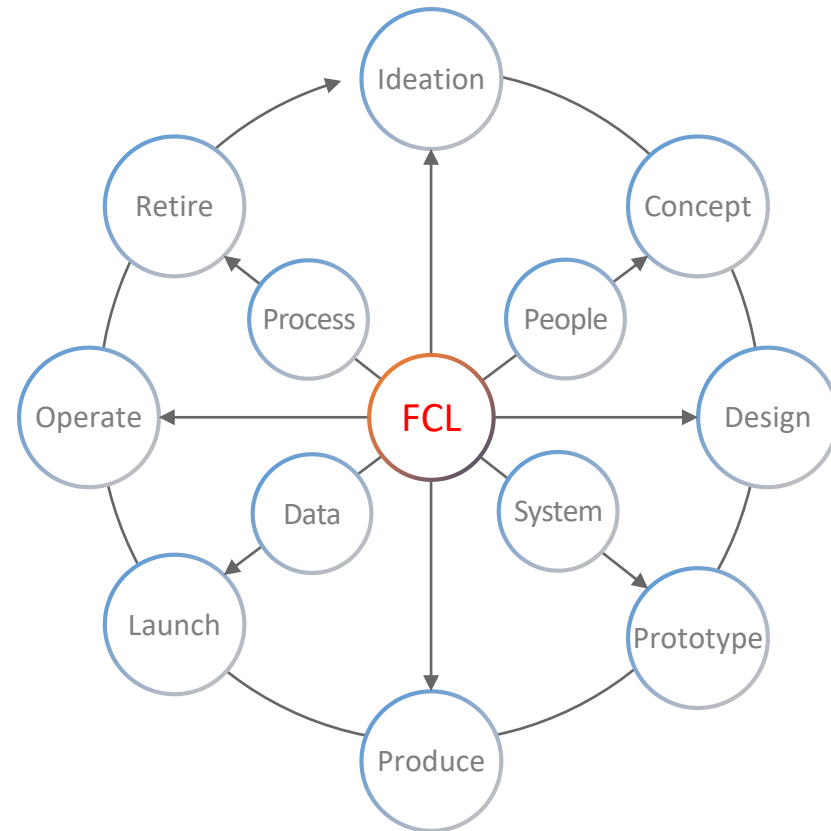 Ideation
Retire
Concept
Process
People
Operate
FCL
Design
Data
System
Launch
Prototype
Produce